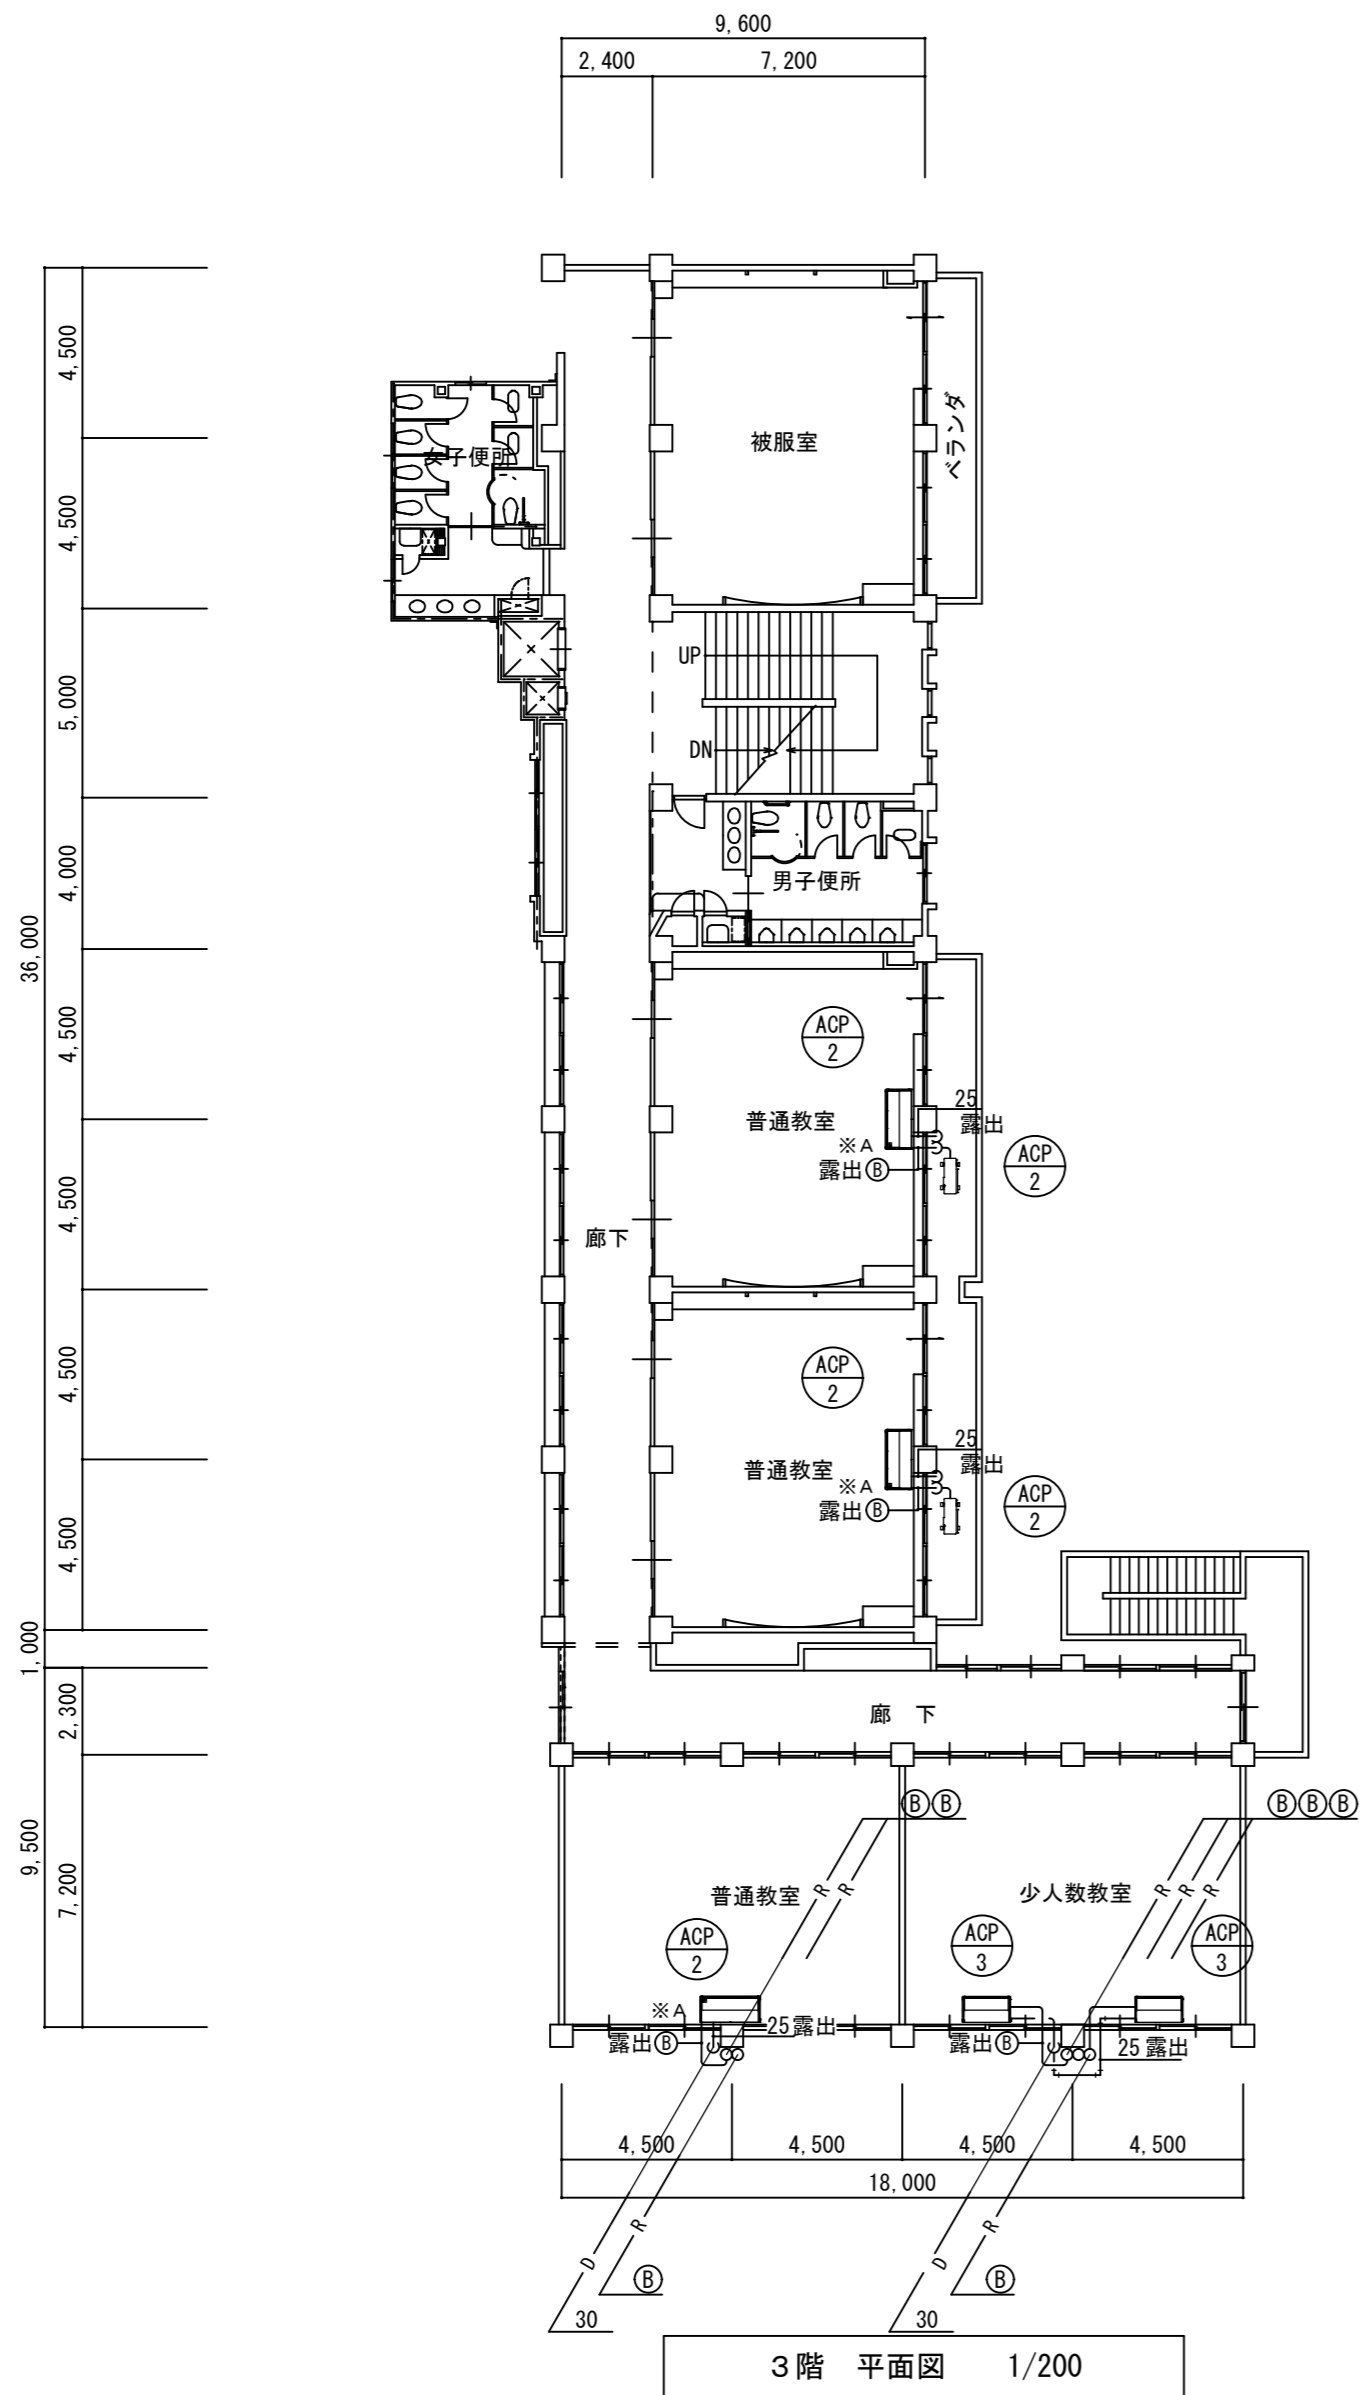 9,600
2,400
7,200
4,500
4,500
5,000
4,000
36,000
4,500
4,500
4,500
4,500
1,000
2,300
9,500
7,200
女子便所
被服室
ベランダ
UP
DN
男子便所
ACP
2
普通教室
25
露出
※A
露出Ⓑ
ACP
2
廊下
ACP
2
普通教室
25
露出
※A
露出Ⓑ
ACP
2
廊 下
ⒷⒷ
ⒷⒷⒷ
R
R
R
R
R
普通教室
少人数教室
ACP
2
ACP
3
ACP
3
※A
露出Ⓑ
25露出
露出Ⓑ
25露出
4,500
4,500
4,500
4,500
18,000
R
D
Ⓑ
30
R
D
Ⓑ
30
3階 平面図 1/200